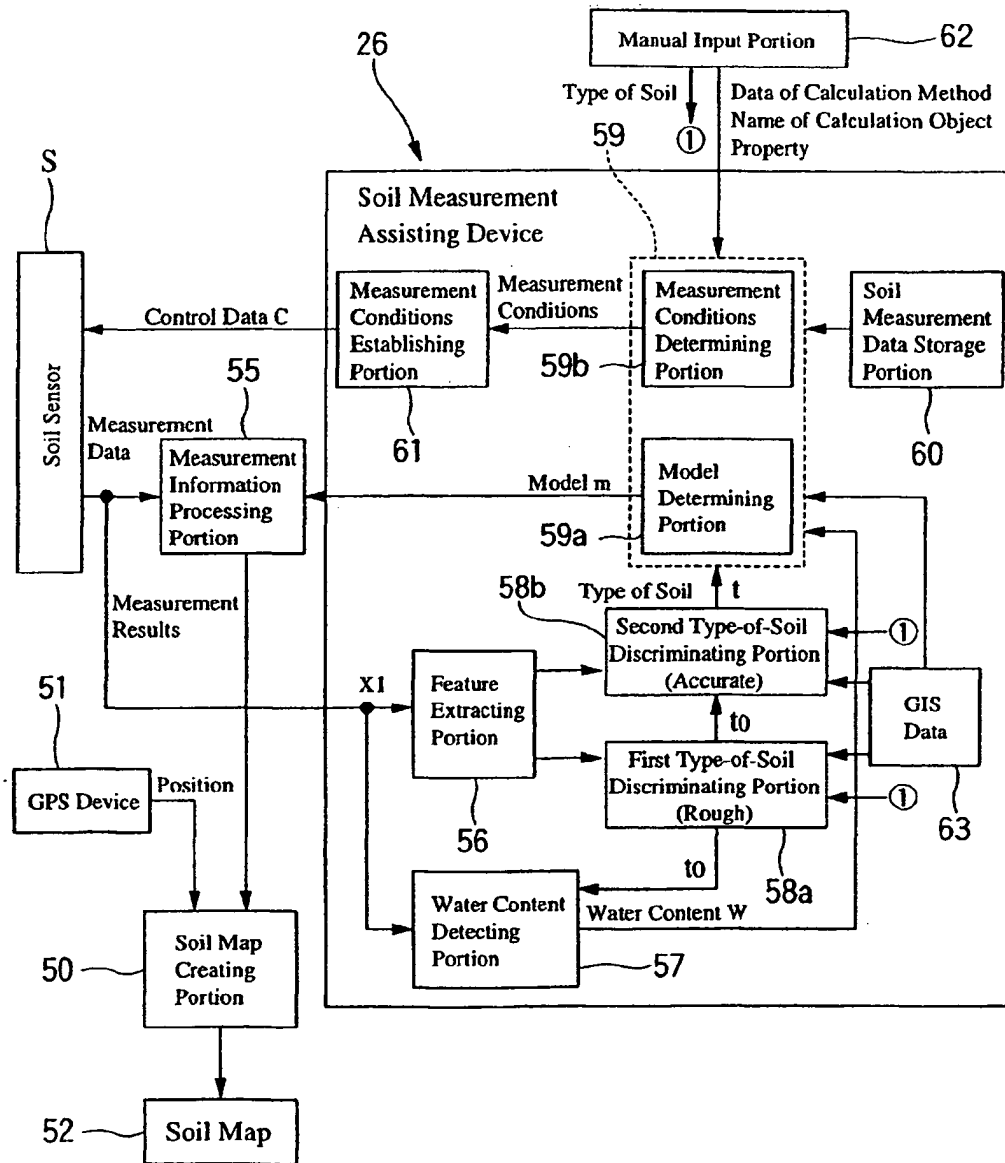 Manual Input Portion
62
26
Type of Soil
①
Data of Calculation Method
Name of Calculation Object
Property
59
S
Soil Measurement
Assisting Device
Soil Sensor
Control Data C
Measurement
Conditions
Establishing
Portion
61
Measurement
Conditions
Measurement
Conditions
Determining
Portion
59b
Soil
Measurement
Data Storage
Portion
60
55
Measurement
Data
Measurement
Information
Processing
Portion
Model m
Model
Determining
Portion
59a
Measurement
Results
58b
Type of Soil
t
Second Type-of-Soil
Discriminating Portion
(Accurate)
①
X1
Feature
Extracting
Portion
56
t0
GIS
Data
63
First Type-of-Soil
Discriminating Portion
(Rough)
①
58a
51
GPS Device
Position
t0
Water Content
Detecting
Portion
57
Water Content W
50
Soil Map
Creating
Portion
52
Soil Map